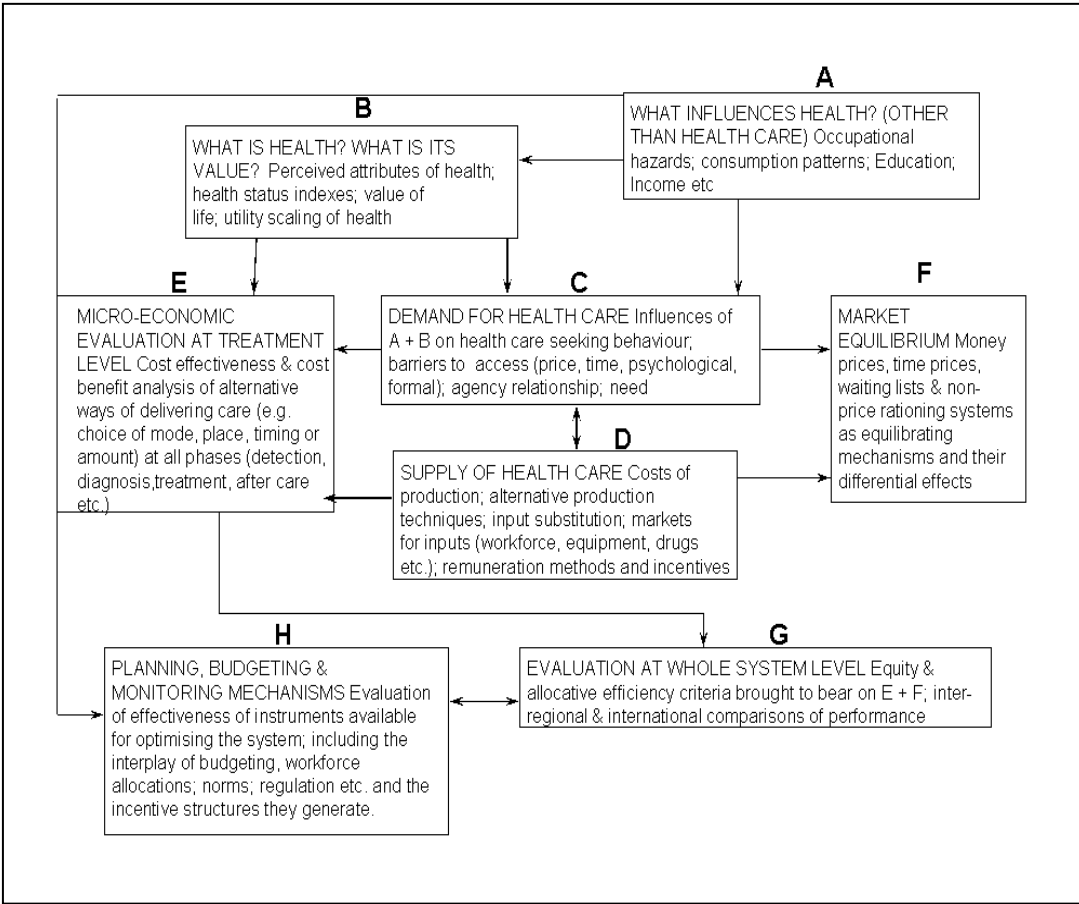 A
WHAT INFLUENCES HEALTH? (OTHER
THAN HEALTH CARE) Occupational
hazards; consumption patterns; Education;
Income etc
B
WHAT IS HEALTH? WHAT IS ITS
VALUE? Perceived attributes of health;
health status indexes; value of
life; utility scaling of health
E
MICRO-ECONOMIC
EVALUATION AT TREATMENT
LEVEL Cost effectiveness & cost
benefit analysis of alternative
ways of delivering care (e.g.
choice of mode, place, timing or
amount) at all phases (detection,
diagnosis,treatment, after care
etc.)
C
DEMAND FOR HEALTH CARE Influences of
A + B on health care seeking behaviour;
barriers to access (price, time, psychological,
formal); agency relationship; need
F
MARKET
EQUILIBRIUM Money
prices, time prices,
waiting lists & non-
price rationing systems
as equilibrating
mechanisms and their
differential effects
D
SUPPLY OF HEALTH CARE Costs of
production; alternative production
techniques; input substitution; markets
for inputs (workforce, equipment, drugs
etc.); remuneration methods and incentives
H
PLANNING, BUDGETING &
MONITORING MECHANISMS Evaluation
of effectiveness of instruments available
for optimising the system; including the
interplay of budgeting, workforce
allocations; norms; regulation etc. and the
incentive structures they generate.
G
EVALUATION AT WHOLE SYSTEM LEVEL Equity &
allocative efficiency criteria brought to bear on E + F; inter-
regional & international comparisons of performance